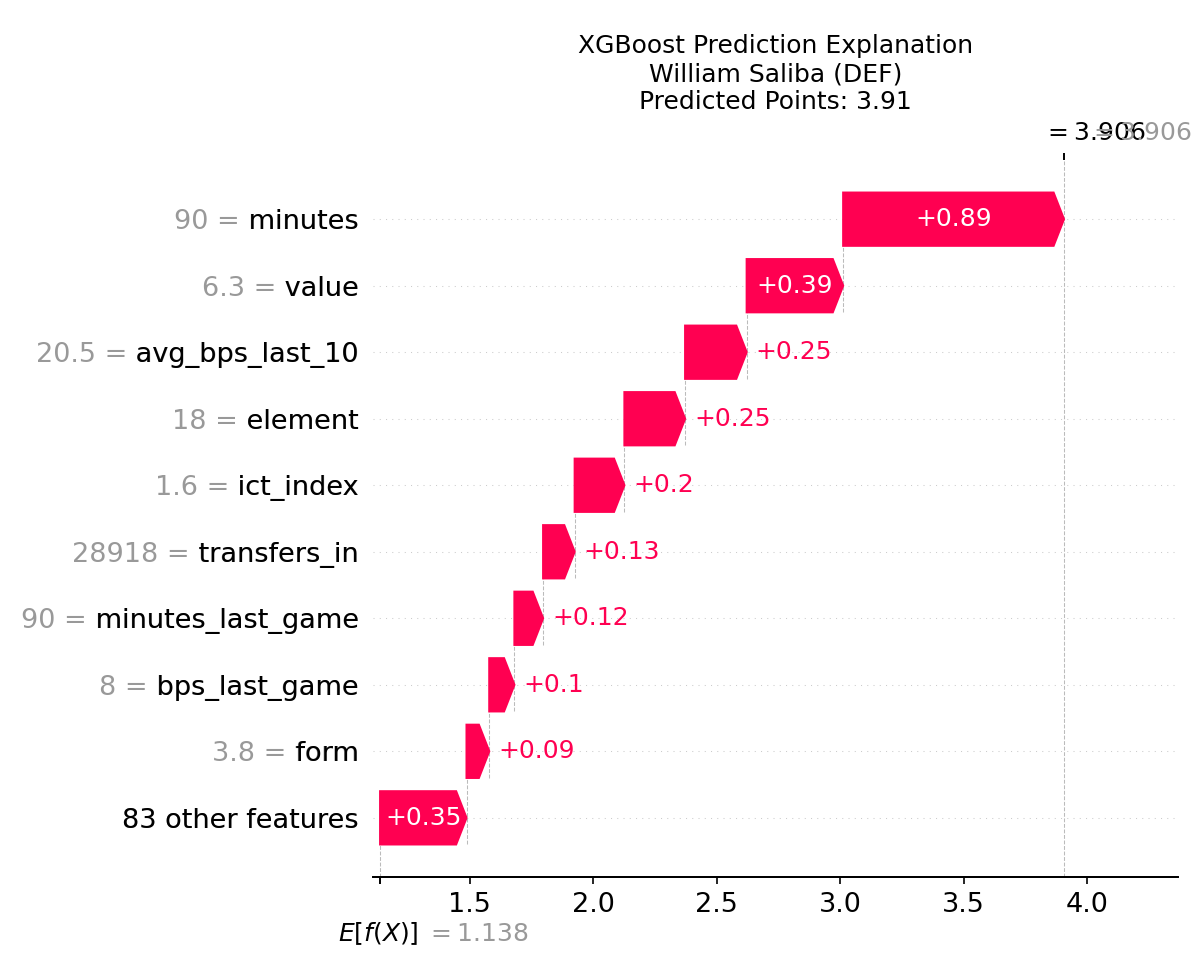 XGBoost Prediction Explanation
William Saliba (DEF)
Predicted Points: 3.91
= 3.906
= 3.906
90 = minutes
+0.89
6.3 = value
+0.39
20.5 = avg_bps_last_10
+0.25
18 = element
+0.25
1.6 = ict_index
+0.2
28918 = transfers_in
+0.13
90 = minutes_last_game
+0.12
8 = bps_last_game
+0.1
3.8 = form
+0.09
83 other features
+0.35
1.5 2.0 2.5 3.0 3.5 4.0
E[f(X)] = 1.138